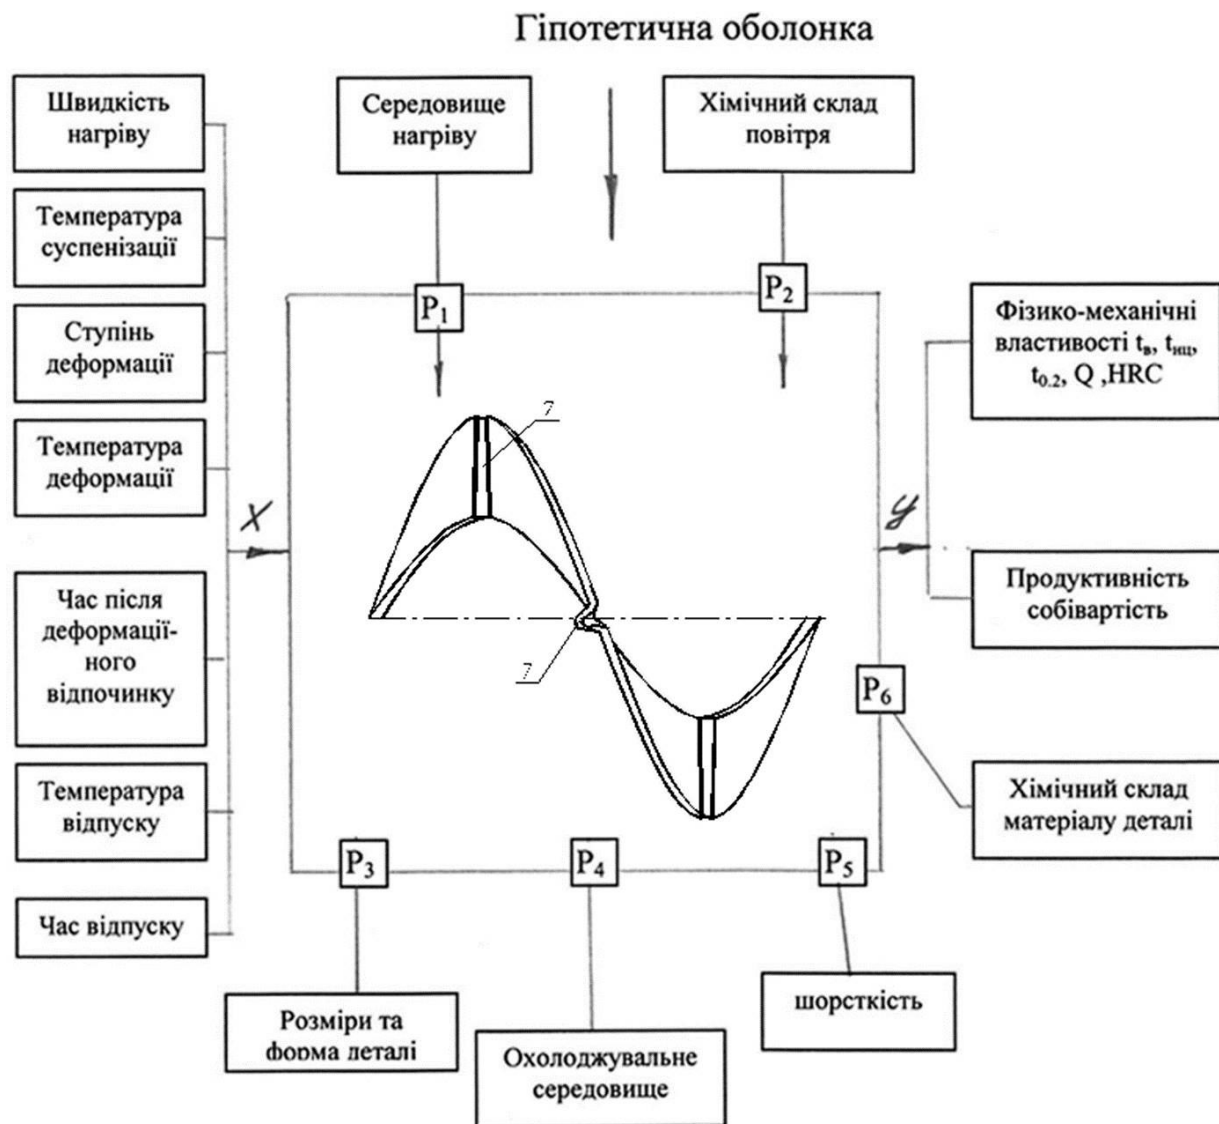 Гіпотетична оболонка
Швидкість
нагріву
Температура
суспенізації
Ступінь
деформації
Температура
деформації
Час після
деформації-
ного
відпочинку
Температура
відпуску
Час відпуску
X
Середовище
нагріву
Хімічний склад
повітря
P₁
P₂
7
7
P₃
P₄
P₅
P₆
Розміри та
форма деталі
Охолоджувальне
середовище
шорсткість
y
Фізико-механічні
властивості tв, tнц,
t0.2, Q ,HRC
Продуктивність
собівартість
Хімічний склад
матеріалу деталі